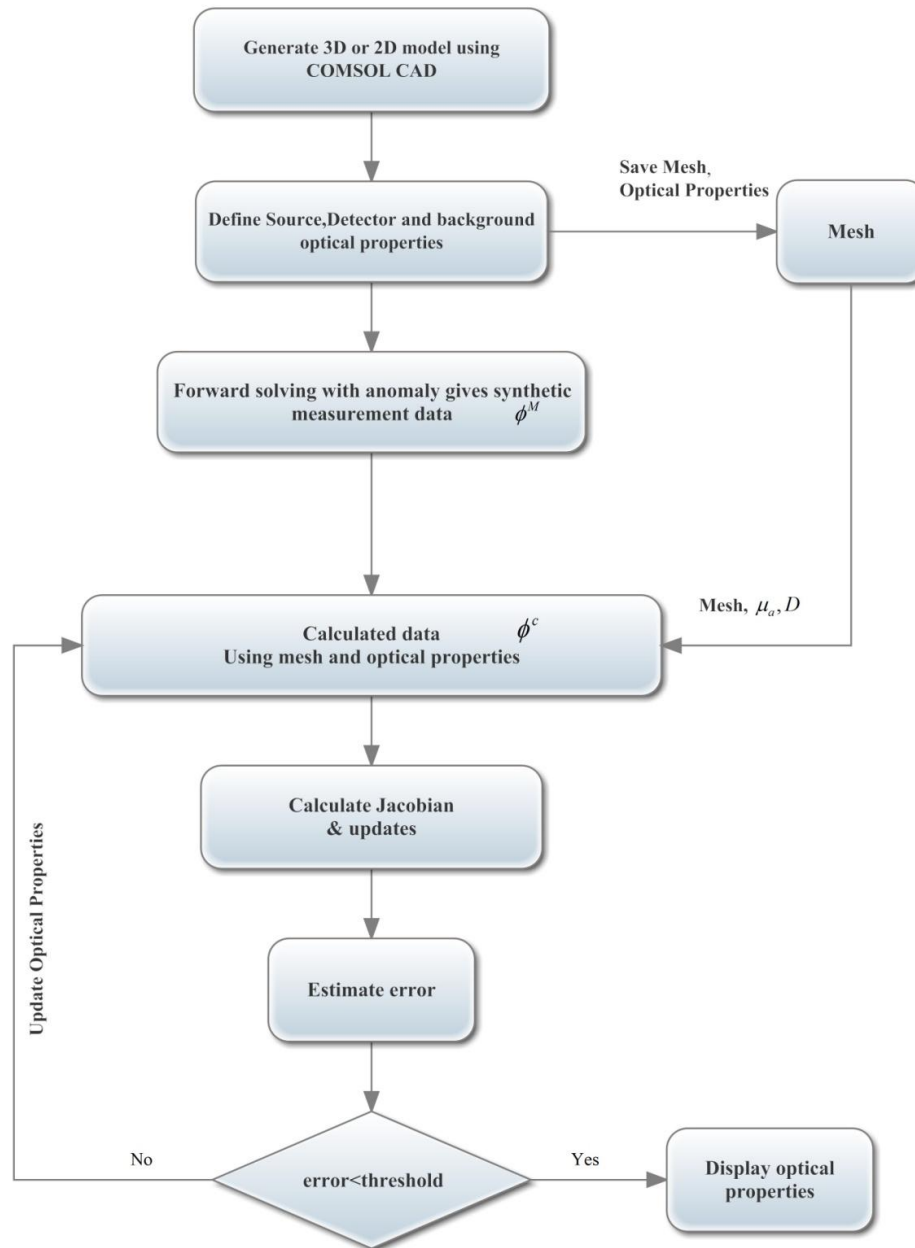 Generate 3D or 2D model using
COMSOL CAD
Save Mesh,
Optical Properties
Define Source,Detector and background
optical properties
Mesh
Forward solving with anomaly gives synthetic
measurement data ϕ^M
Mesh, μ_a, D
Calculated data ϕ^c
Using mesh and optical properties
Calculate Jacobian
& updates
Update Optical Properties
Estimate error
No
error<threshold
Yes
Display optical
properties